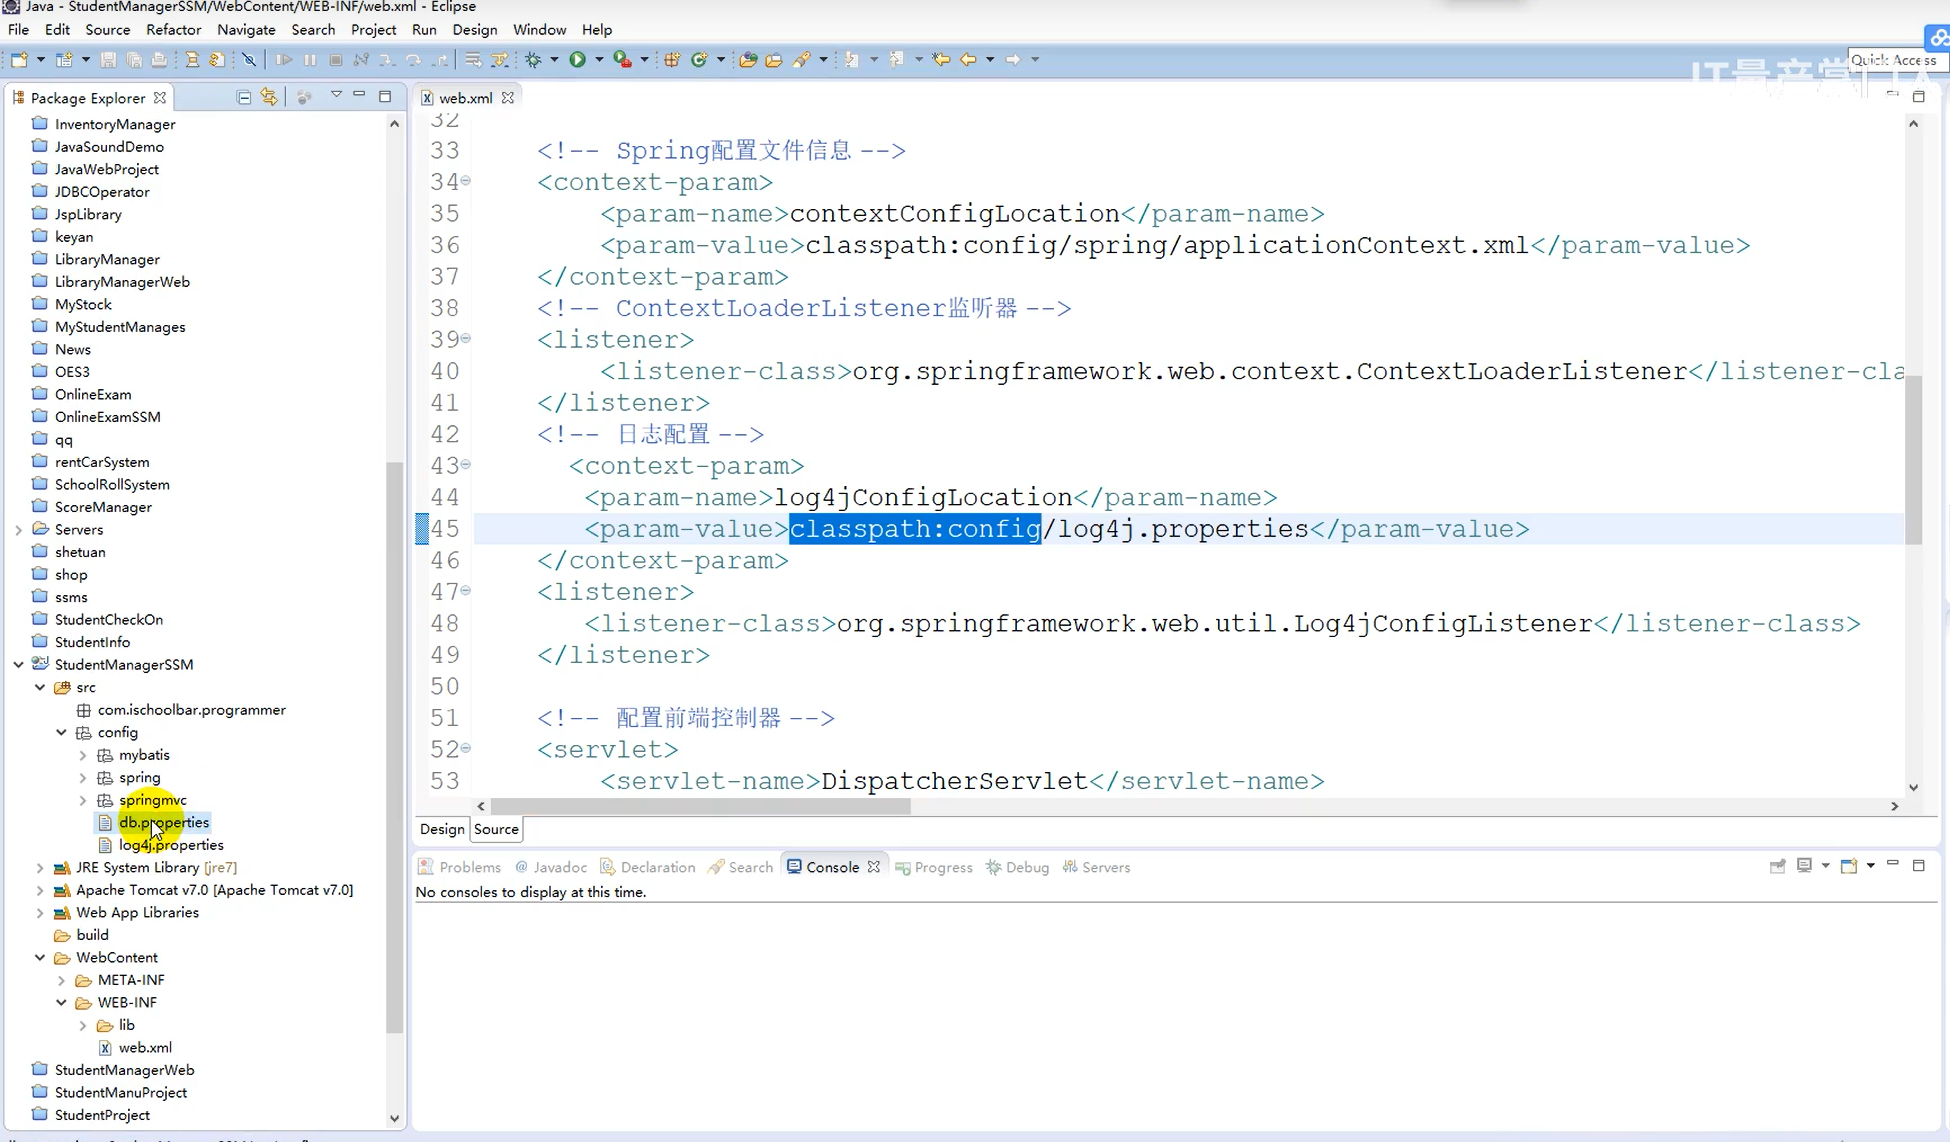 Java - StudentManagerSSM/WebContent/WEB-INF/web.xml - Eclipse
File Edit Source Refactor Navigate Search Project Run Design Window Help
Quick Access
Package Explorer
InventoryManager
JavaSoundDemo
JavaWebProject
JDBCOperator
JspLibrary
keyan
LibraryManager
LibraryManagerWeb
MyStock
MyStudentManages
News
OES3
OnlineExam
OnlineExamSSM
qq
rentCarSystem
SchoolRollSystem
ScoreManager
Servers
shetuan
shop
ssms
StudentCheckOn
StudentInfo
StudentManagerSSM
src
com.ischoolbar.programmer
config
mybatis
spring
springmvc
db.properties
log4j.properties
JRE System Library [jre7]
Apache Tomcat v7.0 [Apache Tomcat v7.0]
Web App Libraries
build
WebContent
META-INF
WEB-INF
lib
web.xml
StudentManagerWeb
StudentManuProject
StudentProject
web.xml
32
33 <!-- Spring配置文件信息 -->
34 <context-param>
35 <param-name>contextConfigLocation</param-name>
36 <param-value>classpath:config/spring/applicationContext.xml</param-value>
37 </context-param>
38 <!-- ContextLoaderListener监听器 -->
39 <listener>
40 <listener-class>org.springframework.web.context.ContextLoaderListener</listener-cla
41 </listener>
42 <!-- 日志配置 -->
43 <context-param>
44 <param-name>log4jConfigLocation</param-name>
45 <param-value>classpath:config/log4j.properties</param-value>
46 </context-param>
47 <listener>
48 <listener-class>org.springframework.web.util.Log4jConfigListener</listener-class>
49 </listener>
50
51 <!-- 配置前端控制器 -->
52 <servlet>
53 <servlet-name>DispatcherServlet</servlet-name>
Design Source
Problems Javadoc Declaration Search Console Progress Debug Servers
No consoles to display at this time.